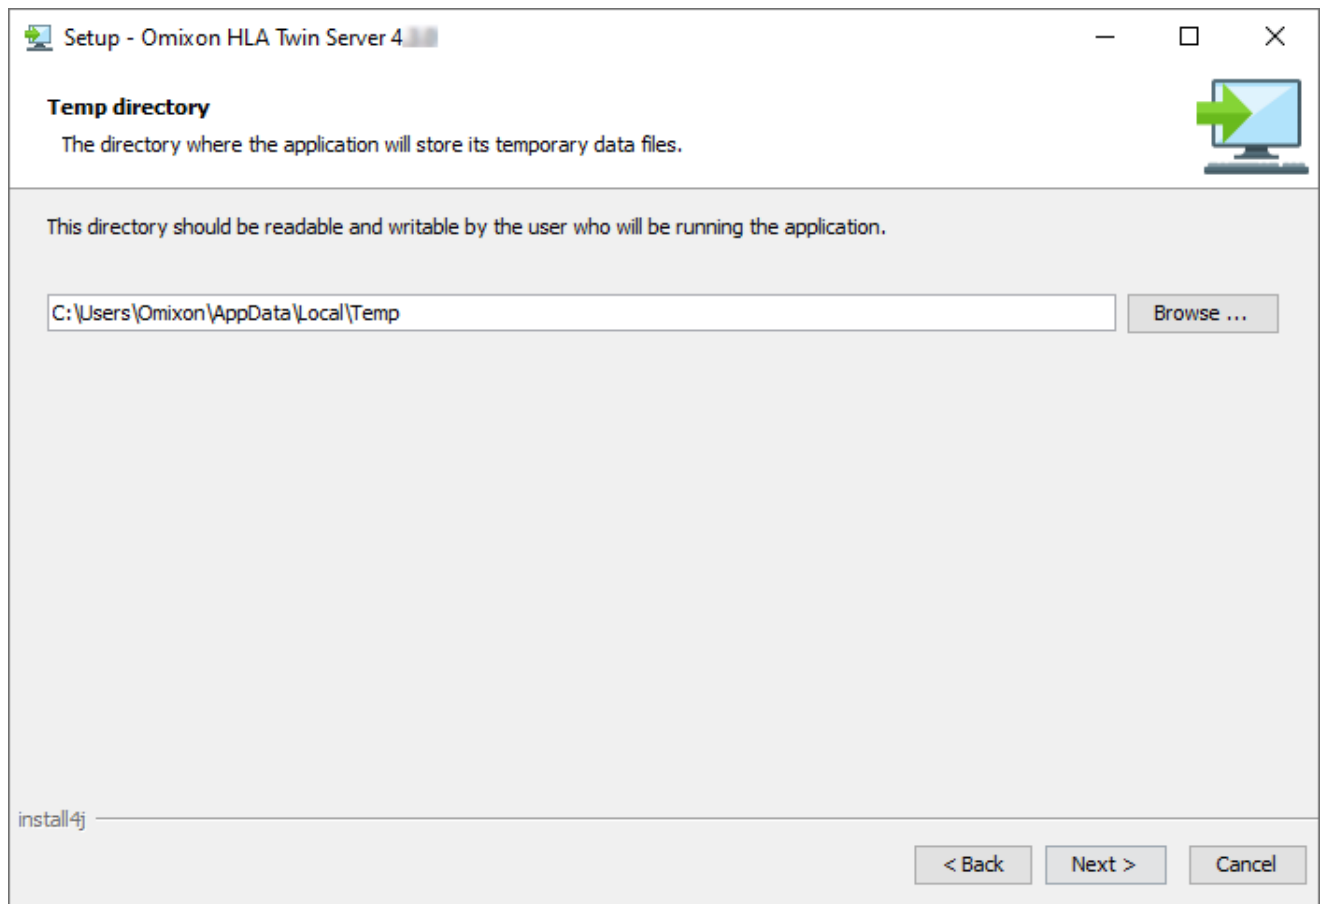 Setup - Omixon HLA Twin Server 4
Temp directory
The directory where the application will store its temporary data files.
This directory should be readable and writable by the user who will be running the application.
C:\Users\Omixon\AppData\Local\Temp
Browse ...
install4j
< Back
Next >
Cancel